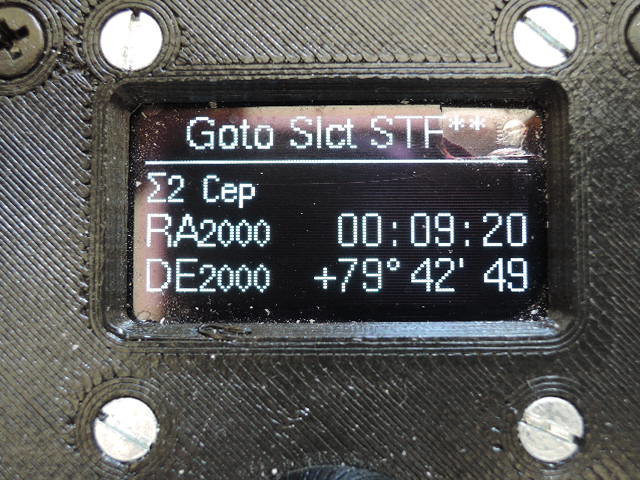 Goto Slct STF**
Σ2 Cep
RA2000 00:09:20
DE2000 +79°42'49